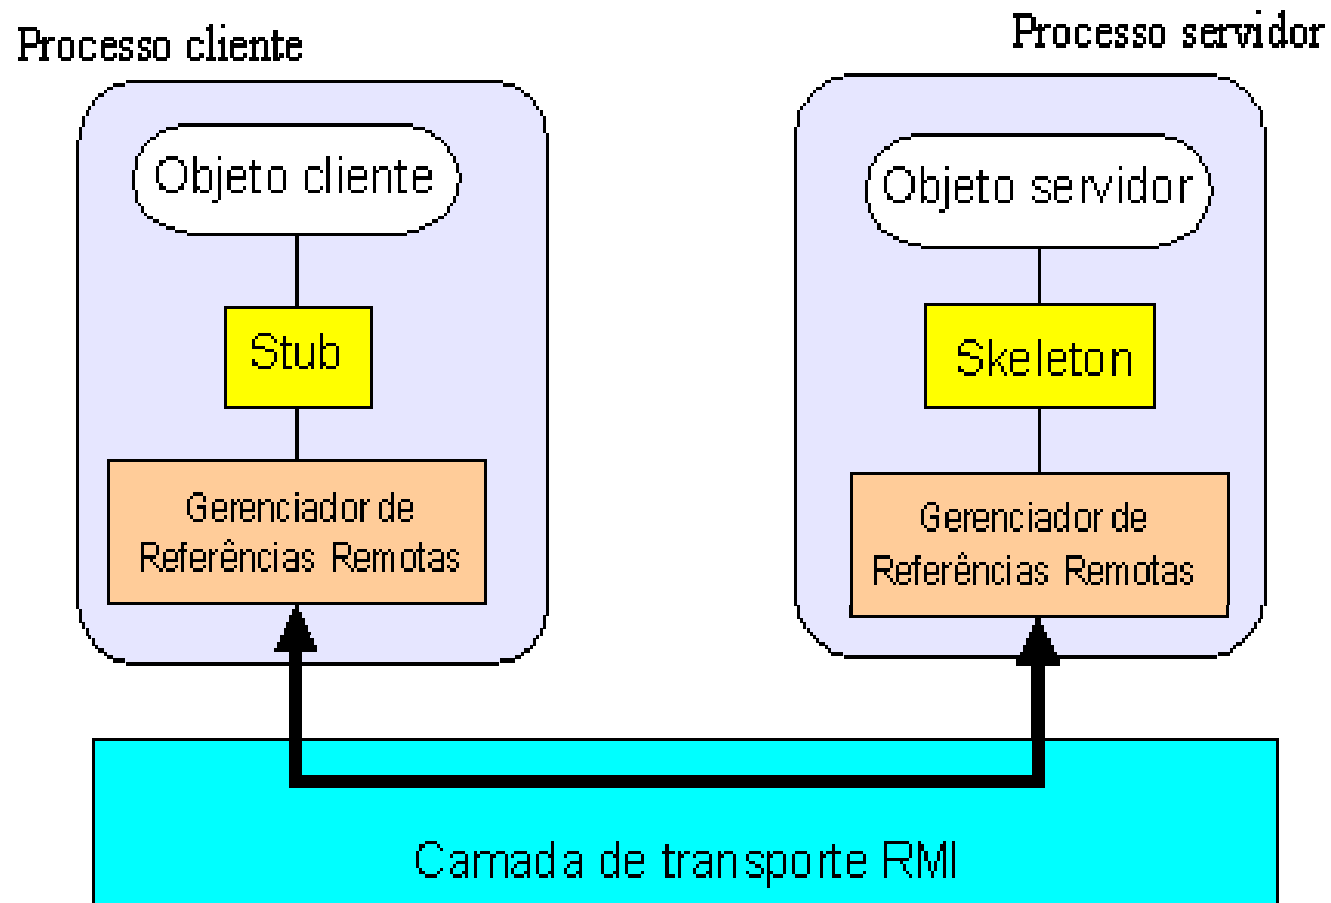 Processo cliente
Processo servidor
Objeto cliente
Objeto servidor
Stub
Skeleton
Gerenciador de
Referências Remotas
Gerenciador de
Referências Remotas
Camada de transporte RMI